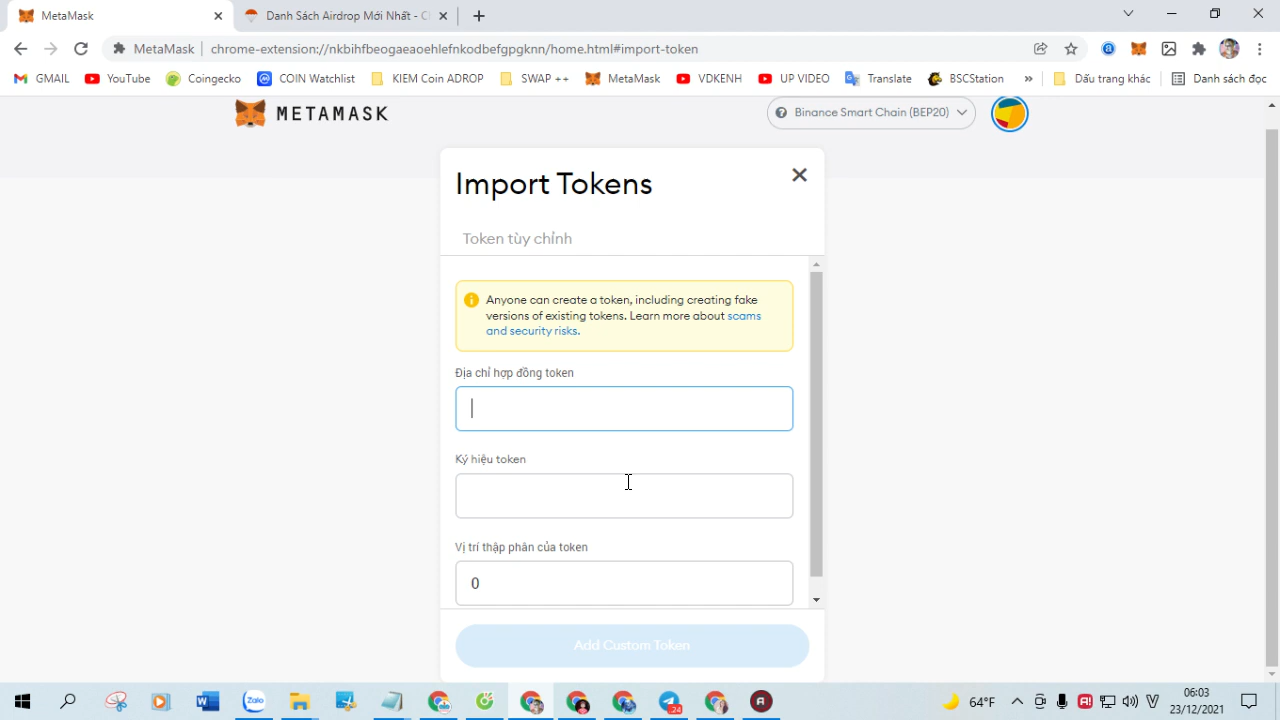 MetaMask
Danh Sách Airdrop Mới Nhất - C
MetaMask
chrome-extension://nkbihfbeogaeaoehlefnkodbefgpgknn/home.html#import-token
GMAIL
YouTube
Coingecko
COIN Watchlist
KIEM Coin ADROP
SWAP ++
MetaMask
VDKENH
UP VIDEO
Translate
BSCStation
»
Dấu trang khác
Danh sách đọc
METAMASK
Binance Smart Chain (BEP20)
Import Tokens
Token tùy chỉnh
Anyone can create a token, including creating fake
versions of existing tokens. Learn more about scams
and security risks.
Địa chỉ hợp đồng token
Ký hiệu token
Vị trí thập phân của token
0
Add Custom Token
Zalo
24
64°F
06:03
23/12/2021